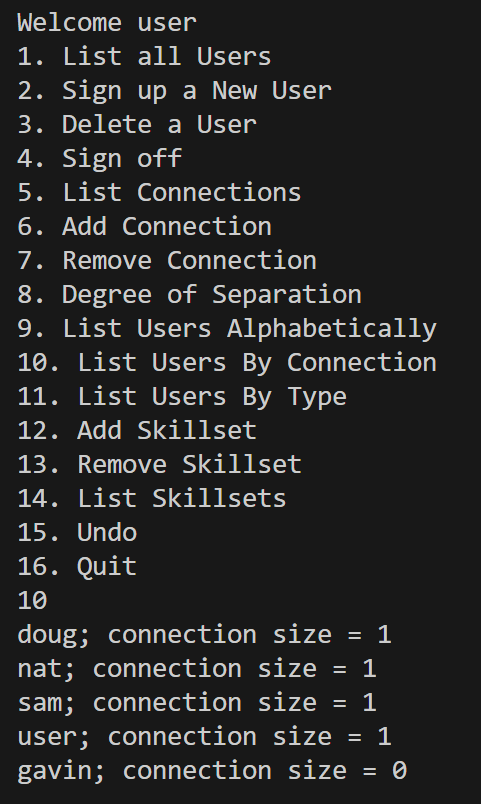 Welcome user
1. List all Users
2. Sign up a New User
3. Delete a User
4. Sign off
5. List Connections
6. Add Connection
7. Remove Connection
8. Degree of Separation
9. List Users Alphabetically
10. List Users By Connection
11. List Users By Type
12. Add Skillset
13. Remove Skillset
14. List Skillsets
15. Undo
16. Quit
10
doug; connection size = 1
nat; connection size = 1
sam; connection size = 1
user; connection size = 1
gavin; connection size = 0